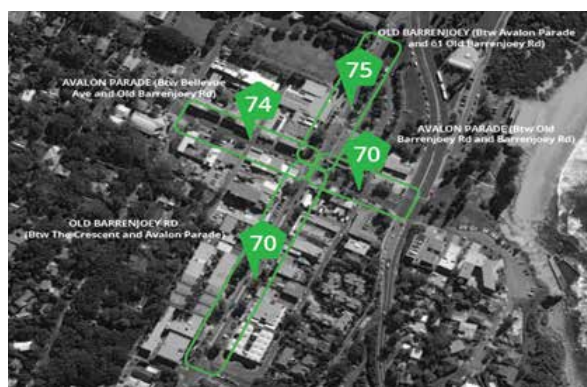 OLD BARRENJOEY (Btw Avalon Parade
and 61 Old Barrenjoey Rd)
75
AVALON PARADE (Btw Bellevue
Ave and Old Barrenjoey Rd)
74
AVALON PARADE (Btw Old
Barrenjoey Rd and Barrenjoey Rd)
70
OLD BARRENJOEY RD
(Btw The Crescent and Avalon Parade)
70